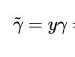 γ̃ = yγ =